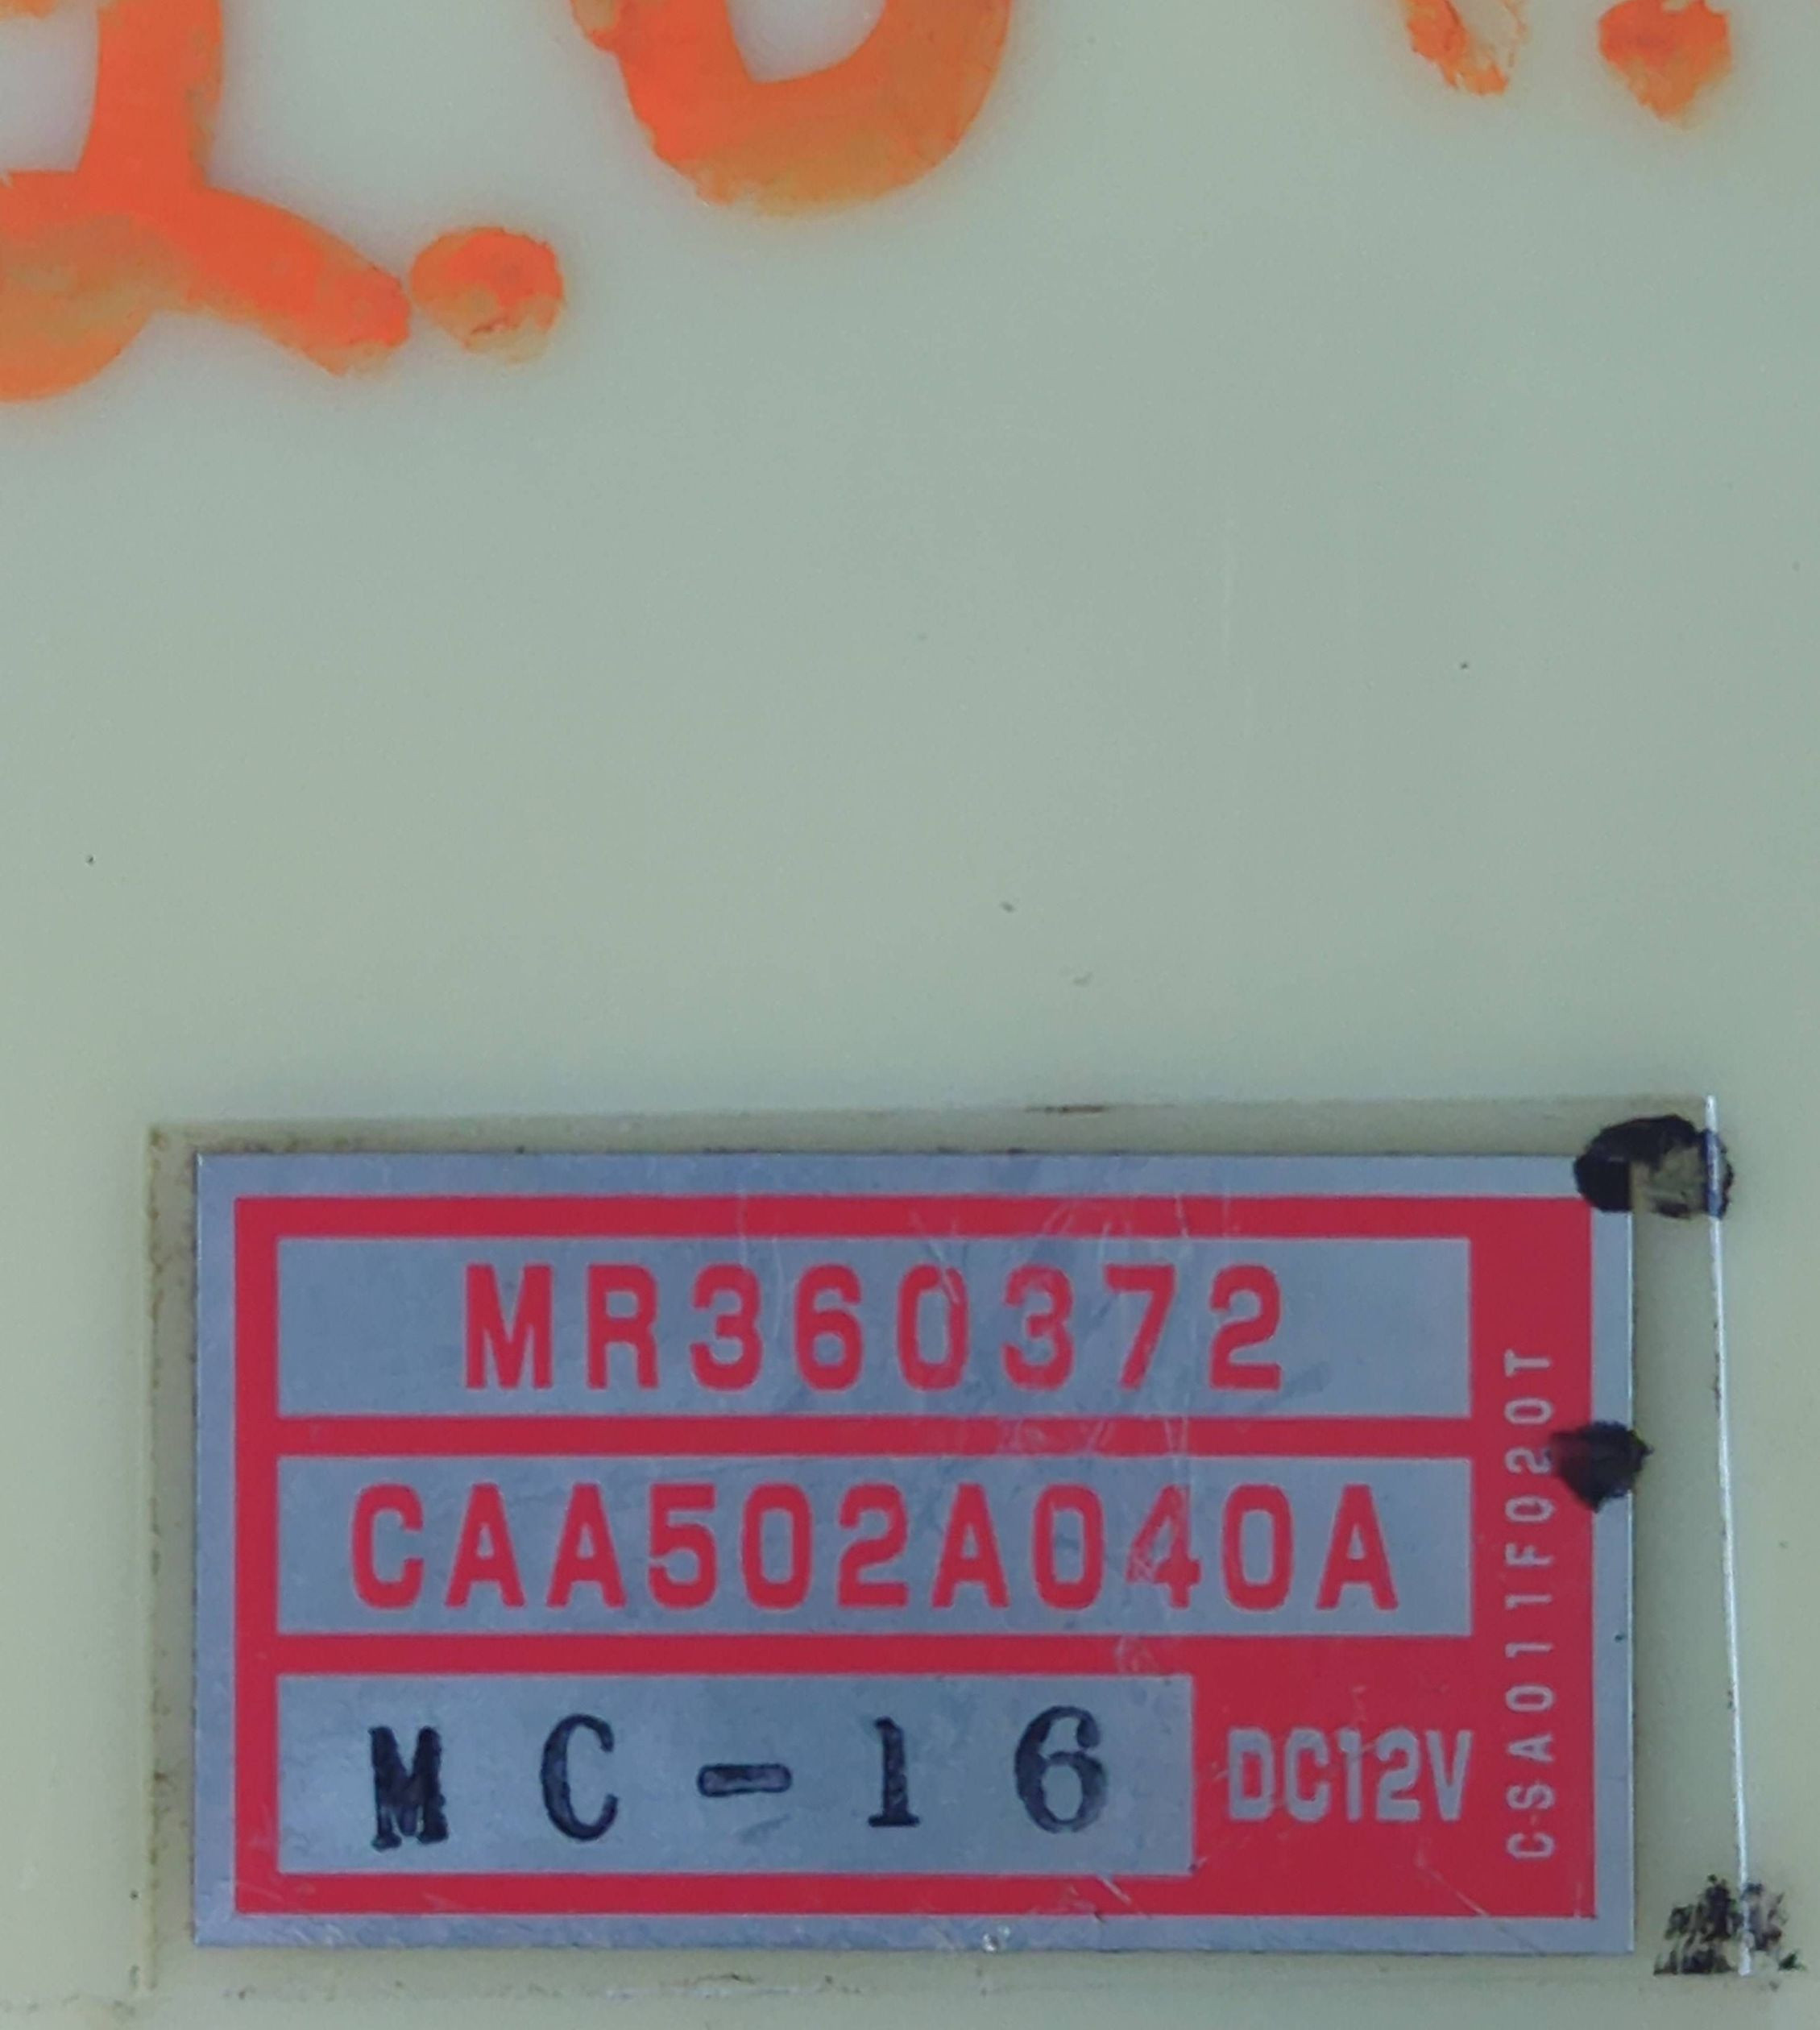 MR360372
CAA502A040A
MC-16
DC12V
CSA011F020T